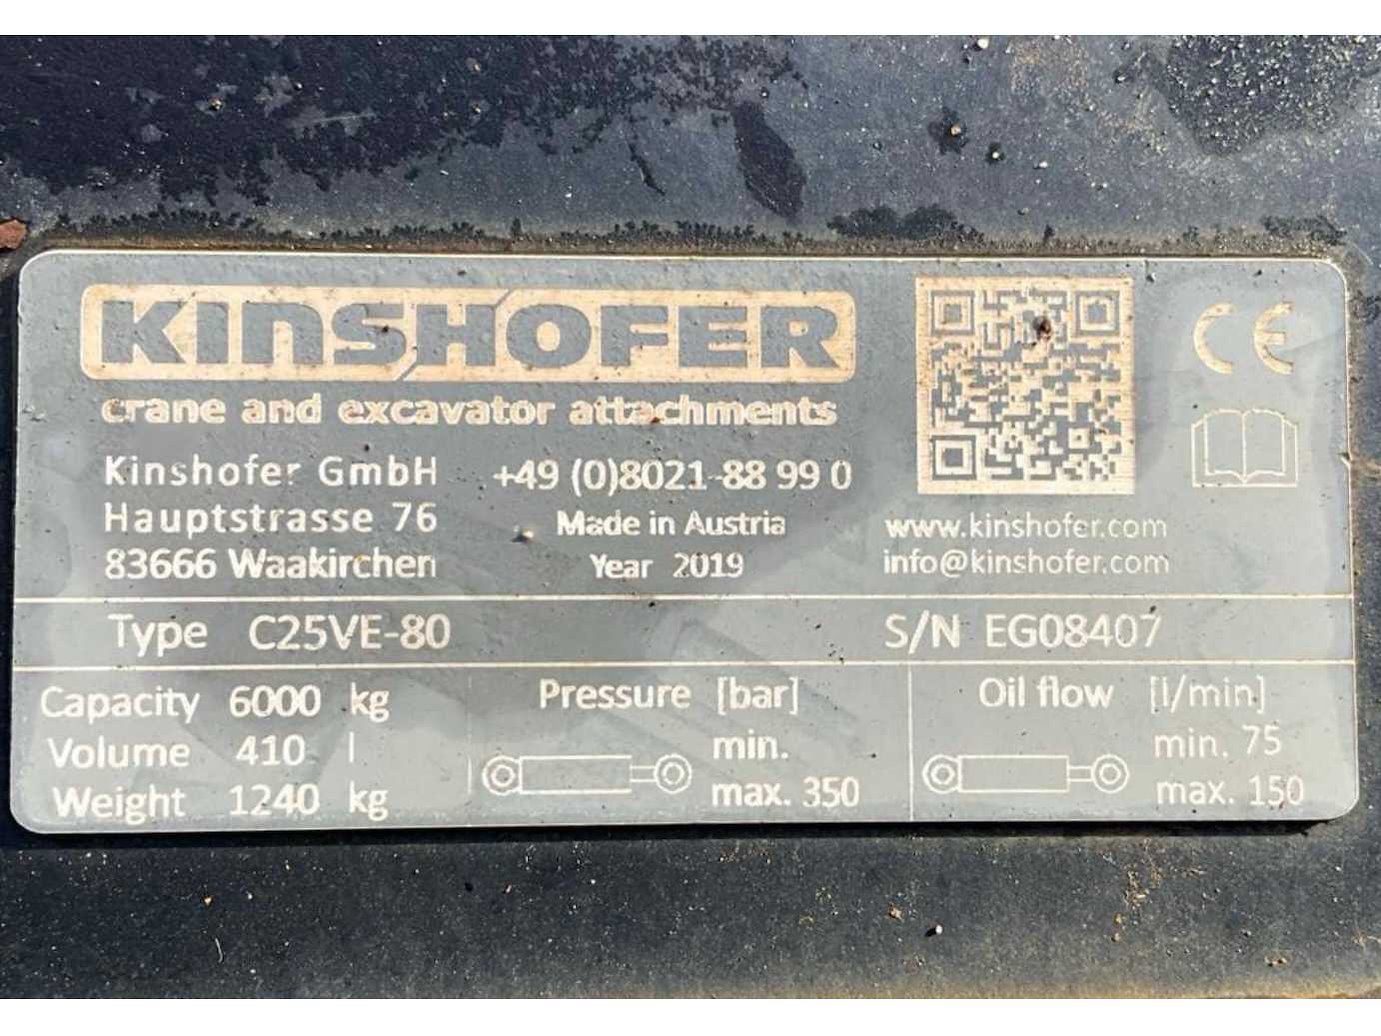 KINSHOFER
crane and excavator attachments
Kinshofer GmbH +49 (0)8021-88 99 0
Hauptstrasse 76 Made in Austria
83666 Waakirchen Year 2019
www.kinshofer.com
info@kinshofer.com
CE
Type C25VE-80 S/N EG08407
Capacity 6000 kg
Volume 410 l
Weight 1240 kg
Pressure [bar]
min.
max. 350
Oil flow [l/min]
min. 75
max. 150